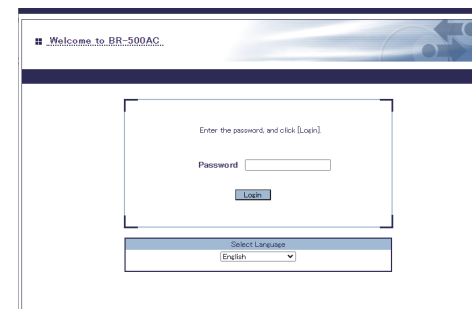 Welcome to BR-500AC
Enter the password, and click [Login].
Password
Login
Select Language
English